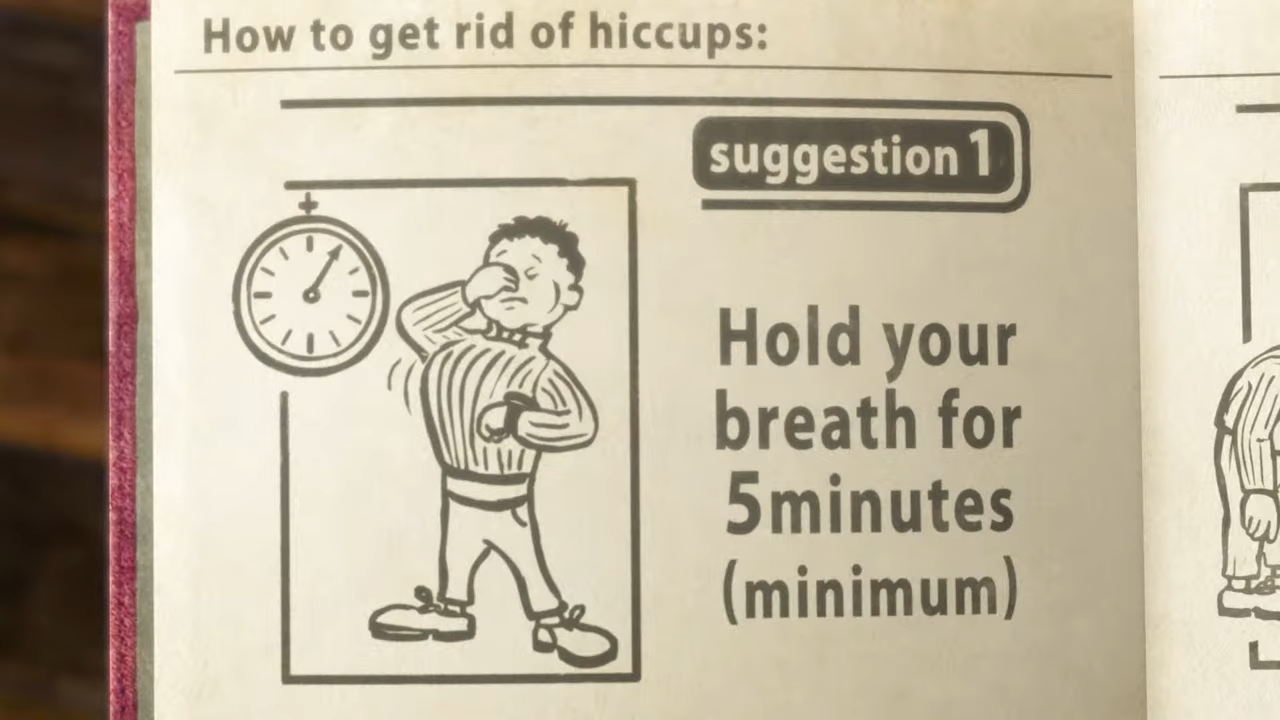 How to get rid of hiccups:
suggestion 1
Hold your
breath for
5minutes
(minimum)